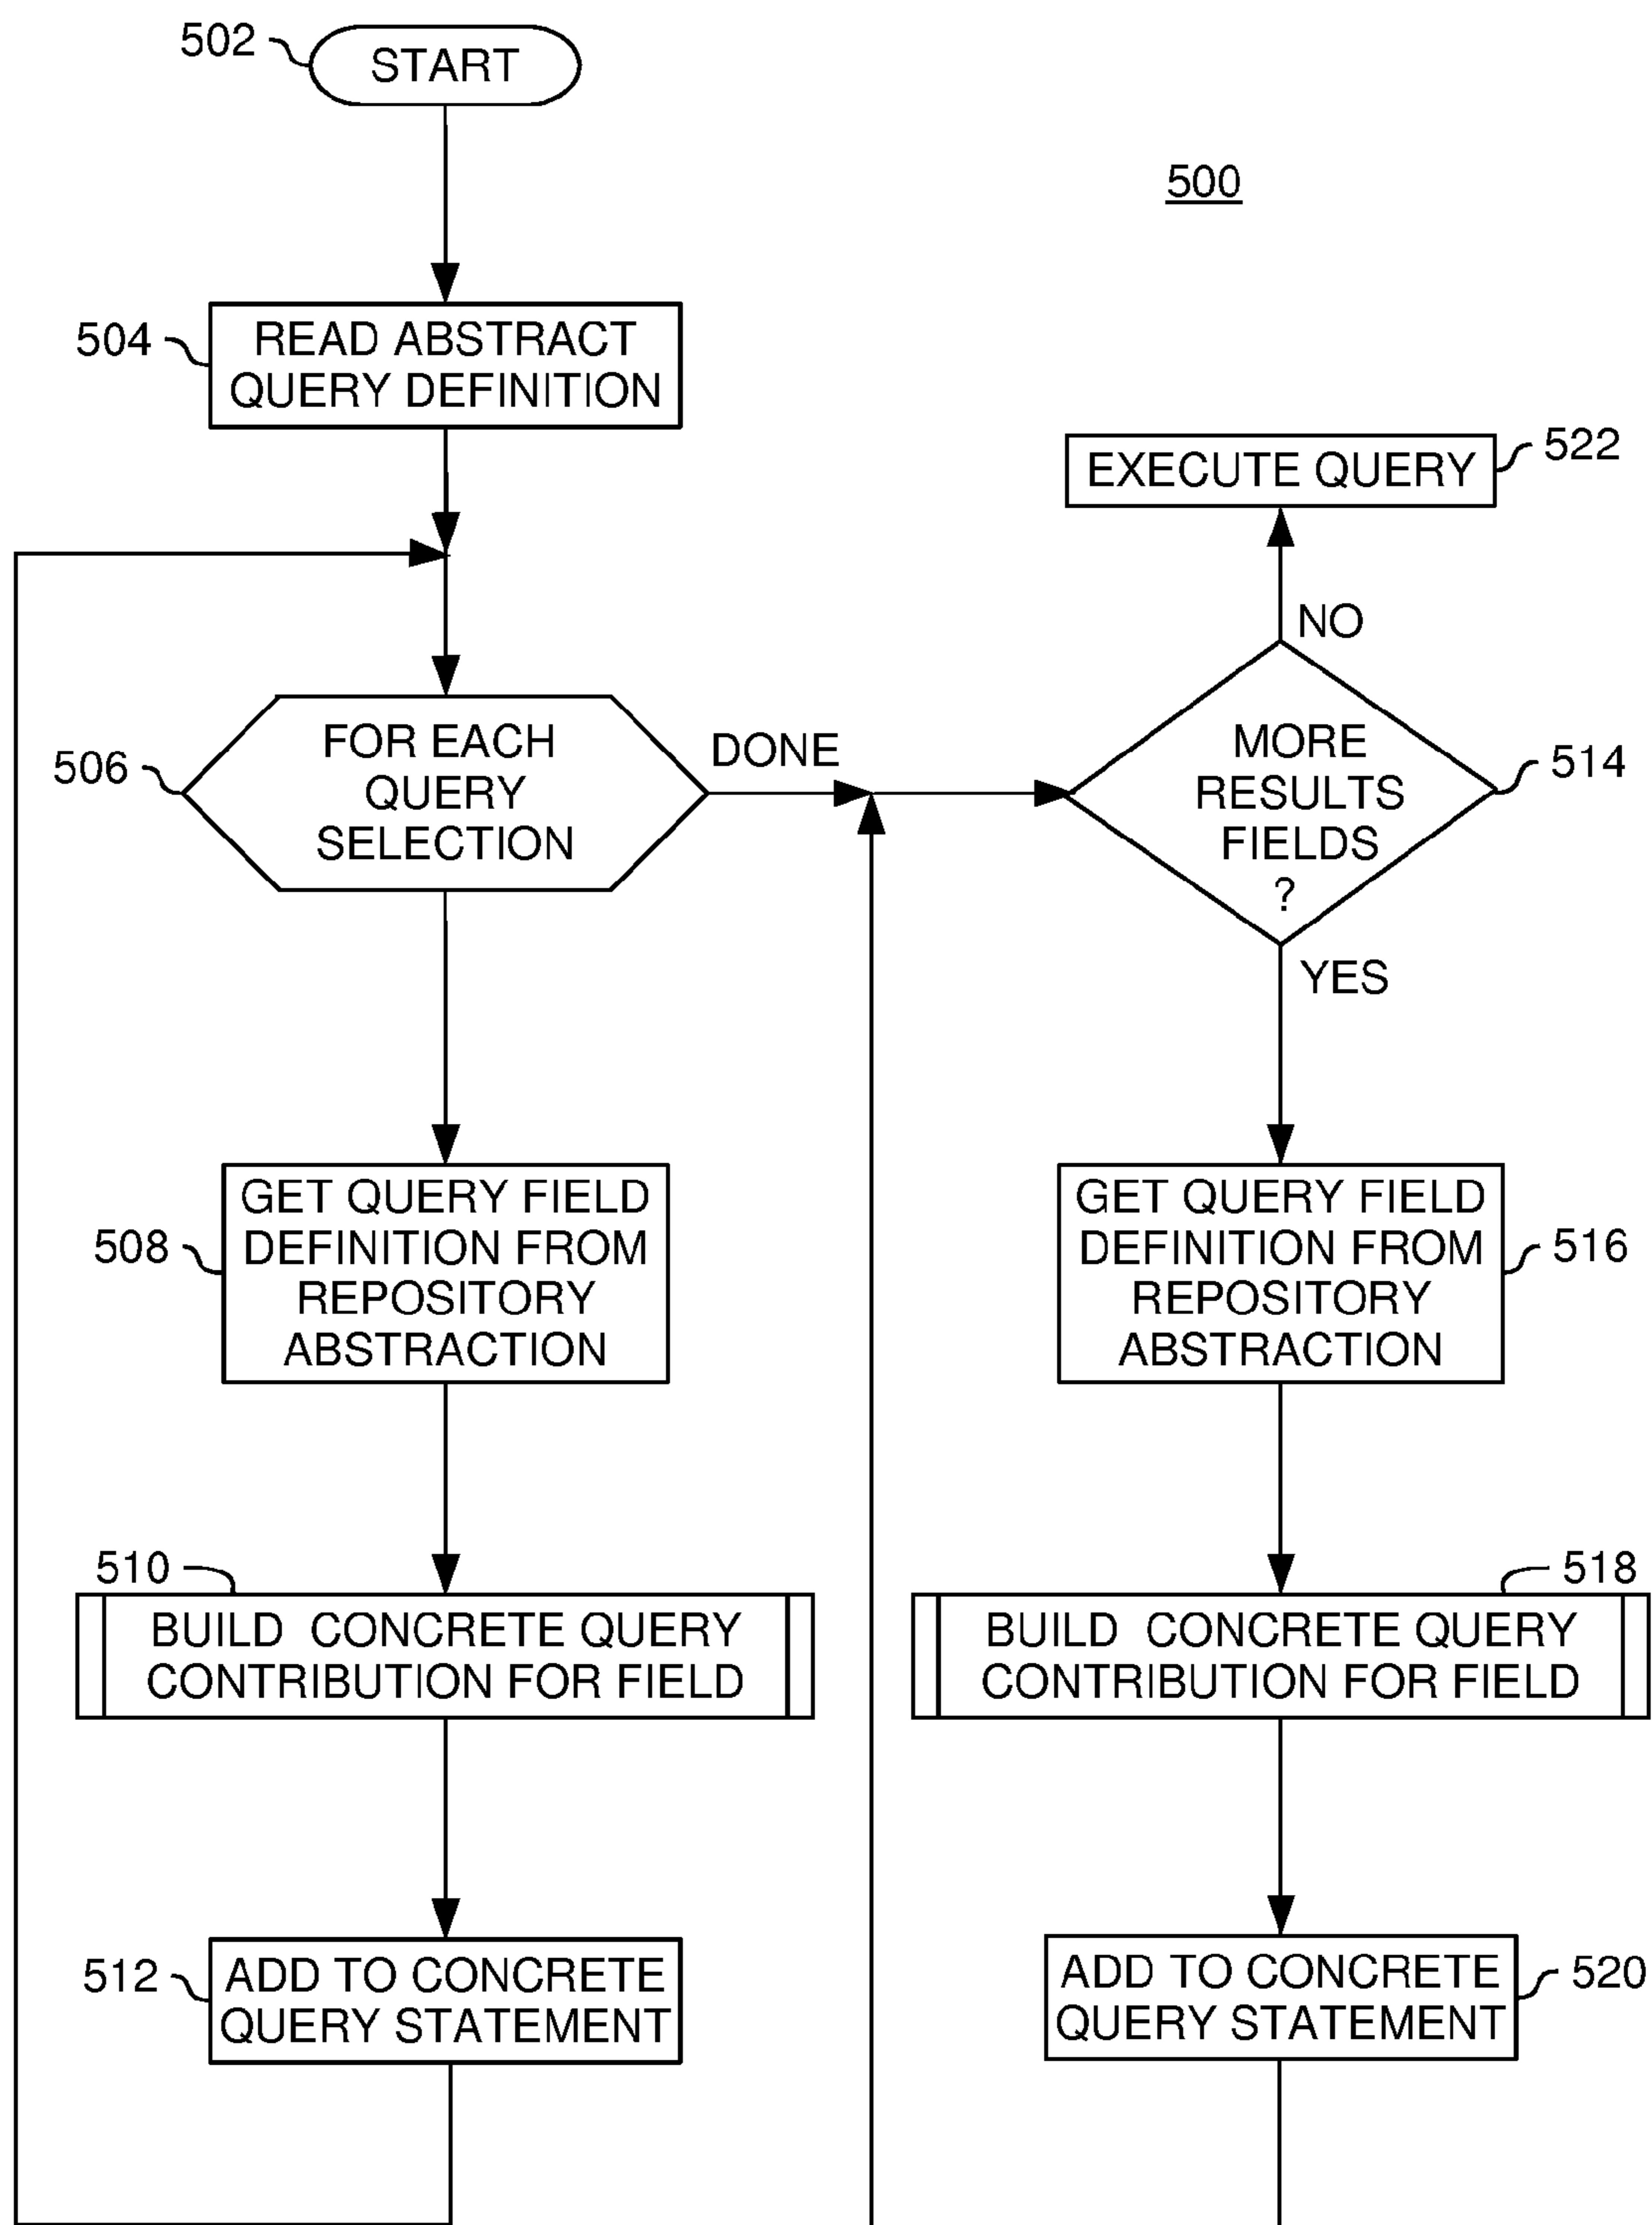 502
START
500
504
READ ABSTRACT
QUERY DEFINITION
EXECUTE QUERY
522
NO
506
FOR EACH
QUERY
SELECTION
DONE
MORE
RESULTS
FIELDS
?
514
YES
508
GET QUERY FIELD
DEFINITION FROM
REPOSITORY
ABSTRACTION
GET QUERY FIELD
DEFINITION FROM
REPOSITORY
ABSTRACTION
516
510
BUILD CONCRETE QUERY
CONTRIBUTION FOR FIELD
518
BUILD CONCRETE QUERY
CONTRIBUTION FOR FIELD
512
ADD TO CONCRETE
QUERY STATEMENT
ADD TO CONCRETE
QUERY STATEMENT
520